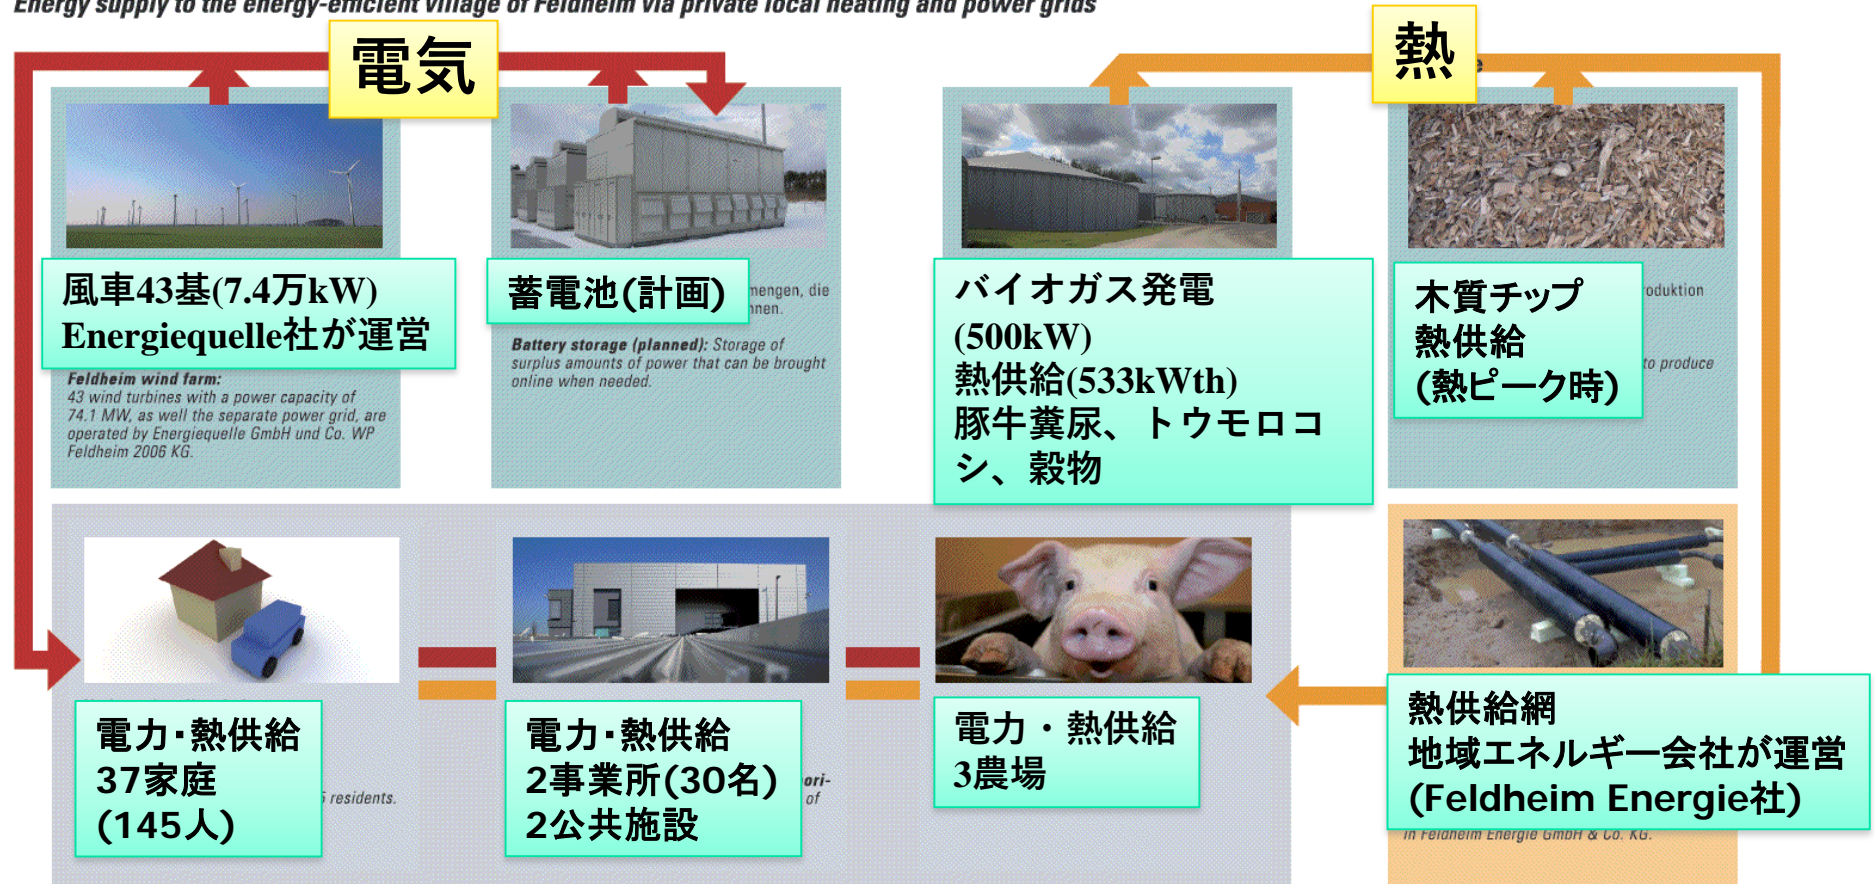 Energy supply to the energy-efficient village of Feldheim via private local heating and power grids
電気
熱
風車43基(7.4万kW)
Energiequelle社が運営
Feldheim wind farm:
43 wind turbines with a power capacity of
74.1 MW, as well the separate power grid, are
operated by Energiequelle GmbH und Co. WP
Feldheim 2006 KG.
蓄電池(計画)
mengen, die
nnen.
Battery storage (planned): Storage of
surplus amounts of power that can be brought
online when needed.
バイオガス発電
(500kW)
熱供給(533kWth)
豚牛糞尿、トウモロコ
シ、穀物
木質チップ
熱供給
(熱ピーク時)
oduktion
to produce
電力・熱供給
37家庭
(145人)
residents.
電力・熱供給
2事業所(30名)
2公共施設
ori-
of
電力・熱供給
3農場
熱供給網
地域エネルギー会社が運営
(Feldheim Energie社)
in Feldheim Energie GmbH & Co. KG.